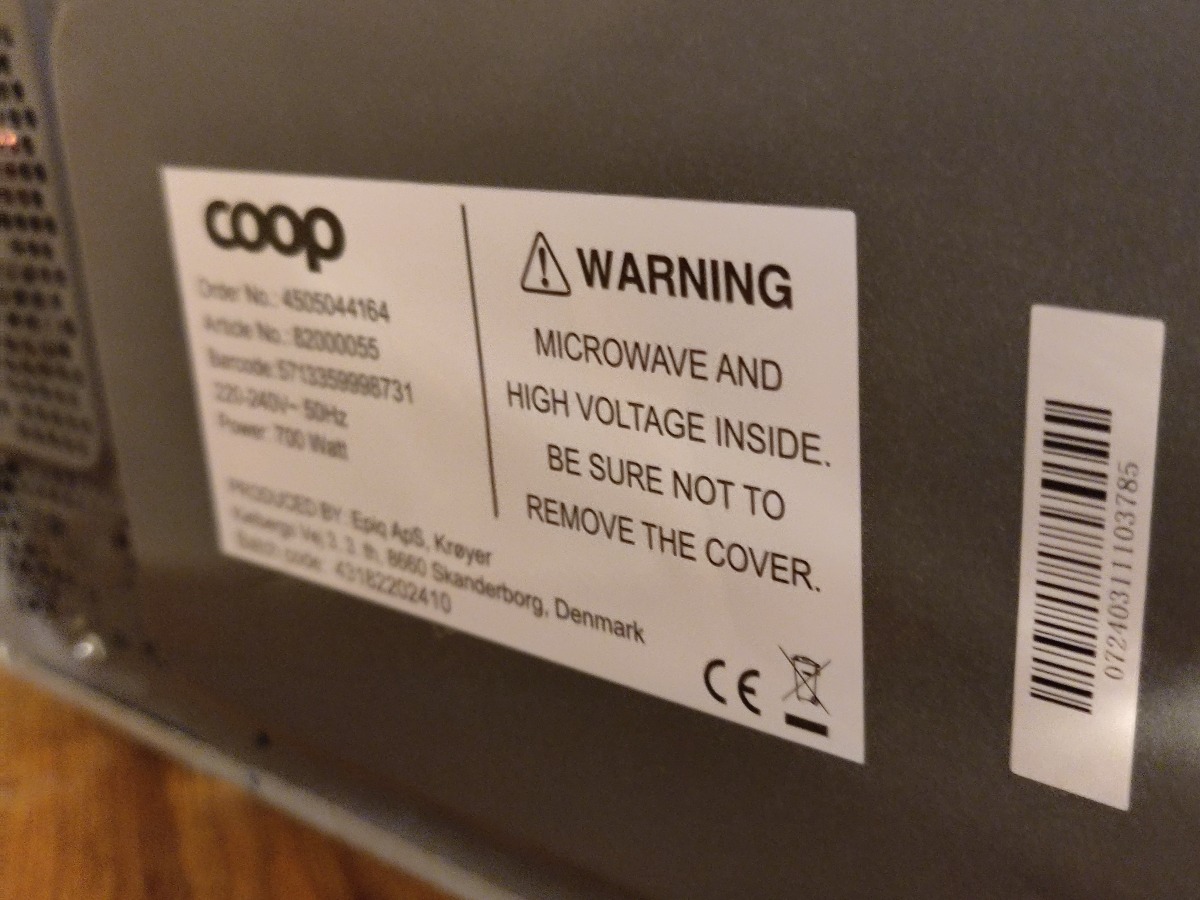 coop
Order No.: 4505044164
Article No.: 82000055
Barcode: 5713359998731
220-240V~ 50Hz
Power: 700 Watt
PRODUCED BY: Epiq ApS, Krøyer
Kielbergs Vej 3, 3. th, 8660 Skanderborg, Denmark
Batch code: 43182202410
WARNING
MICROWAVE AND
HIGH VOLTAGE INSIDE.
BE SURE NOT TO
REMOVE THE COVER.
CE
07240311103785